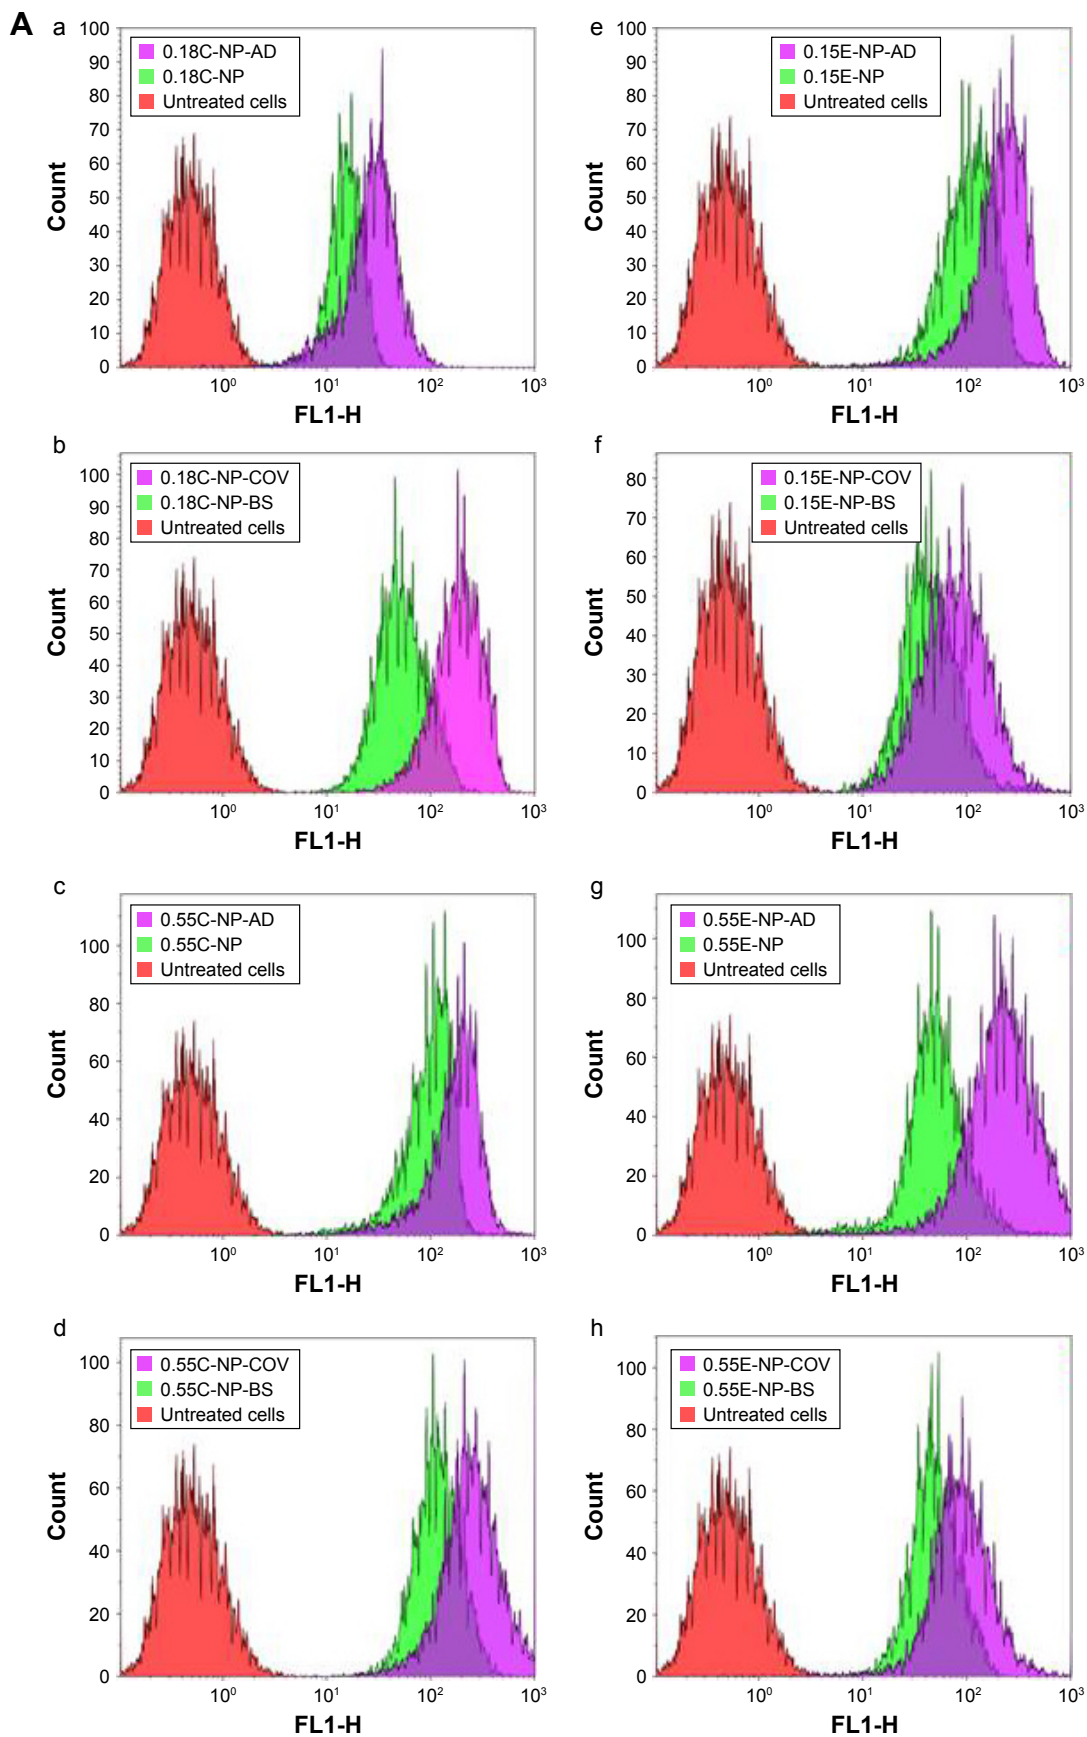 A
a
100
90
80
70
60
50
40
30
20
10
0
Count
0.18C-NP-AD
0.18C-NP
Untreated cells
10⁰ 10¹ 10² 10³
FL1-H
e
100
90
80
70
60
50
40
30
20
10
0
Count
0.15E-NP-AD
0.15E-NP
Untreated cells
10⁰ 10¹ 10² 10³
FL1-H
b
100
90
80
70
60
50
40
30
20
10
0
Count
0.18C-NP-COV
0.18C-NP-BS
Untreated cells
10⁰ 10¹ 10² 10³
FL1-H
f
80
70
60
50
40
30
20
10
0
Count
0.15E-NP-COV
0.15E-NP-BS
Untreated cells
10⁰ 10¹ 10² 10³
FL1-H
c
100
80
60
40
20
0
Count
0.55C-NP-AD
0.55C-NP
Untreated cells
10⁰ 10¹ 10² 10³
FL1-H
g
100
80
60
40
20
0
Count
0.55E-NP-AD
0.55E-NP
Untreated cells
10⁰ 10¹ 10² 10³
FL1-H
d
100
80
60
40
20
0
Count
0.55C-NP-COV
0.55C-NP-BS
Untreated cells
10⁰ 10¹ 10² 10³
FL1-H
h
100
80
60
40
20
0
Count
0.55E-NP-COV
0.55E-NP-BS
Untreated cells
10⁰ 10¹ 10² 10³
FL1-H